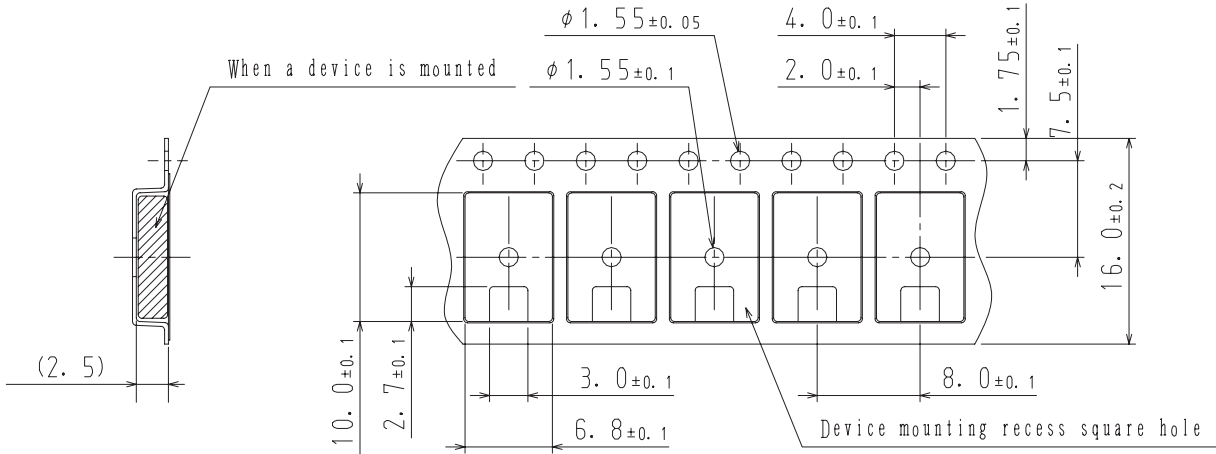 φ1.55±0.05
4.0±0.1
When a device is mounted
φ1.55±0.1
2.0±0.1
1.75±0.1
7.5±0.1
16.0±0.2
(2.5)
10.0±0.1
2.7±0.1
3.0±0.1
8.0±0.1
6.8±0.1
Device mounting recess square hole